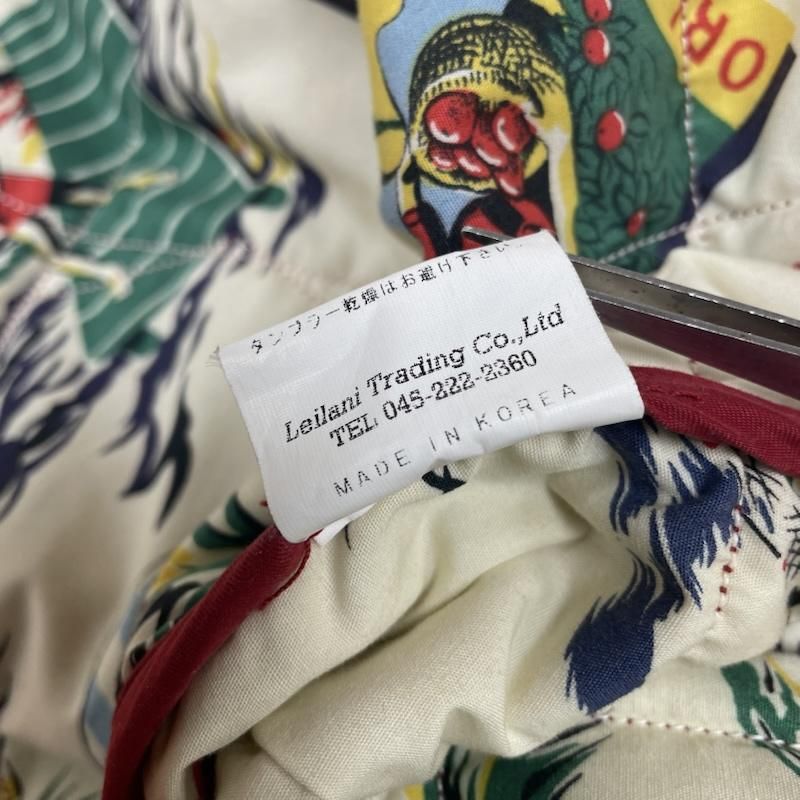 OR
タンブラー乾燥はお避け下さい。
Leilani Trading Co.,Ltd
TEL 045-222-2360
MADE IN KOREA